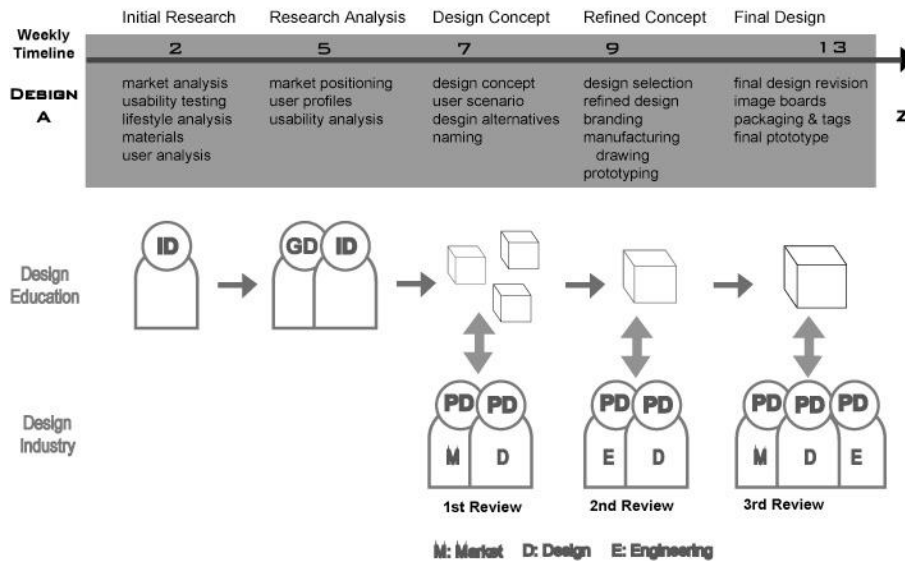 Initial Research Research Analysis Design Concept Refined Concept Final Design
Weekly Timeline
2 5 7 9 13
DESIGN
A
Z
market analysis
usability testing
lifestyle analysis
materials
user analysis
market positioning
user profiles
usability analysis
design concept
user scenario
desgin alternatives
naming
design selection
refined design
branding
manufacturing
drawing
prototyping
final design revision
image boards
packaging & tags
final ptototype
Design
Education
ID GD ID
Design
Industry
PD PD PD PD PD PD PD
M D E D M D E
1st Review 2nd Review 3rd Review
M: Market D: Design E: Engineering